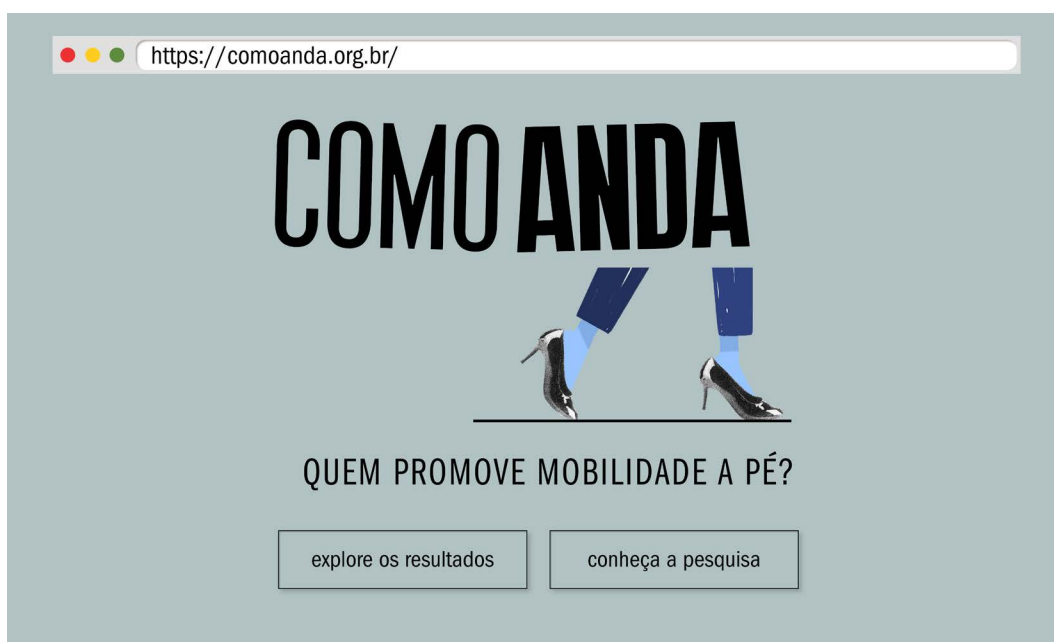 https://comoanda.org.br/
COMO ANDA
QUEM PROMOVE MOBILIDADE A PÉ?
explore os resultados
conheça a pesquisa